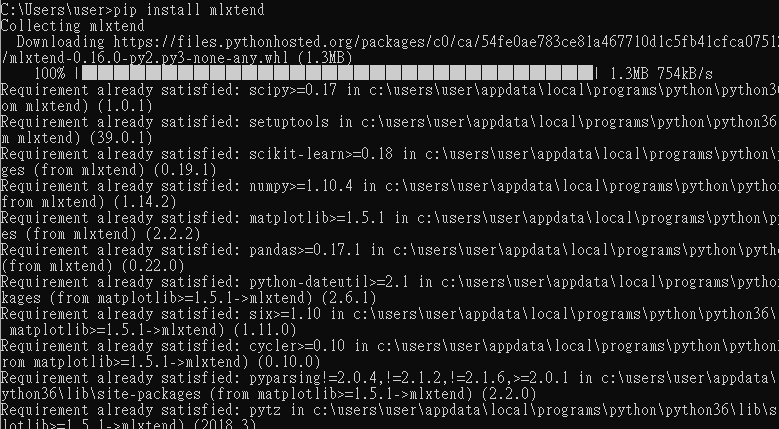 C:\Users\user>pip install mlxtend
Collecting mlxtend
  Downloading https://files.pythonhosted.org/packages/c0/ca/54fe0ae783ce81a467710d1c5fb41cfca07512
/mlxtend-0.16.0-py2.py3-none-any.whl (1.3MB)
    100% |████████████████████████████████| 1.3MB 754kB/s
Requirement already satisfied: scipy>=0.17 in c:\users\user\appdata\local\programs\python\python36
om mlxtend) (1.0.1)
Requirement already satisfied: setuptools in c:\users\user\appdata\local\programs\python\python36\
m mlxtend) (39.0.1)
Requirement already satisfied: scikit-learn>=0.18 in c:\users\user\appdata\local\programs\python\p
ges (from mlxtend) (0.19.1)
Requirement already satisfied: numpy>=1.10.4 in c:\users\user\appdata\local\programs\python\python
from mlxtend) (1.14.2)
Requirement already satisfied: matplotlib>=1.5.1 in c:\users\user\appdata\local\programs\python\py
es (from mlxtend) (2.2.2)
Requirement already satisfied: pandas>=0.17.1 in c:\users\user\appdata\local\programs\python\pytho
(from mlxtend) (0.22.0)
Requirement already satisfied: python-dateutil>=2.1 in c:\users\user\appdata\local\programs\python
kages (from matplotlib>=1.5.1->mlxtend) (2.6.1)
Requirement already satisfied: six>=1.10 in c:\users\user\appdata\local\programs\python\python36\l
 matplotlib>=1.5.1->mlxtend) (1.11.0)
Requirement already satisfied: cycler>=0.10 in c:\users\user\appdata\local\programs\python\python3
rom matplotlib>=1.5.1->mlxtend) (0.10.0)
Requirement already satisfied: pyparsing!=2.0.4,!=2.1.2,!=2.1.6,>=2.0.1 in c:\users\user\appdata\l
ython36\lib\site-packages (from matplotlib>=1.5.1->mlxtend) (2.2.0)
Requirement already satisfied: pytz in c:\users\user\appdata\local\programs\python\python36\lib\s
lotlib>=1.5.1->mlxtend) (2018.3)